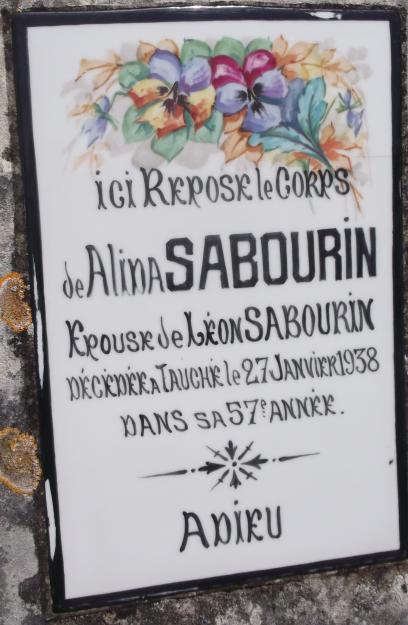 ici REPOSE le CORPS
de AliNA SABOURiN
EPOUSE de LÉON SABOURiN
DÉCÉDÉE A TAUCHÉ le 27 JANViER 1938
DANS SA 57e ANNÉE.
ADiEU